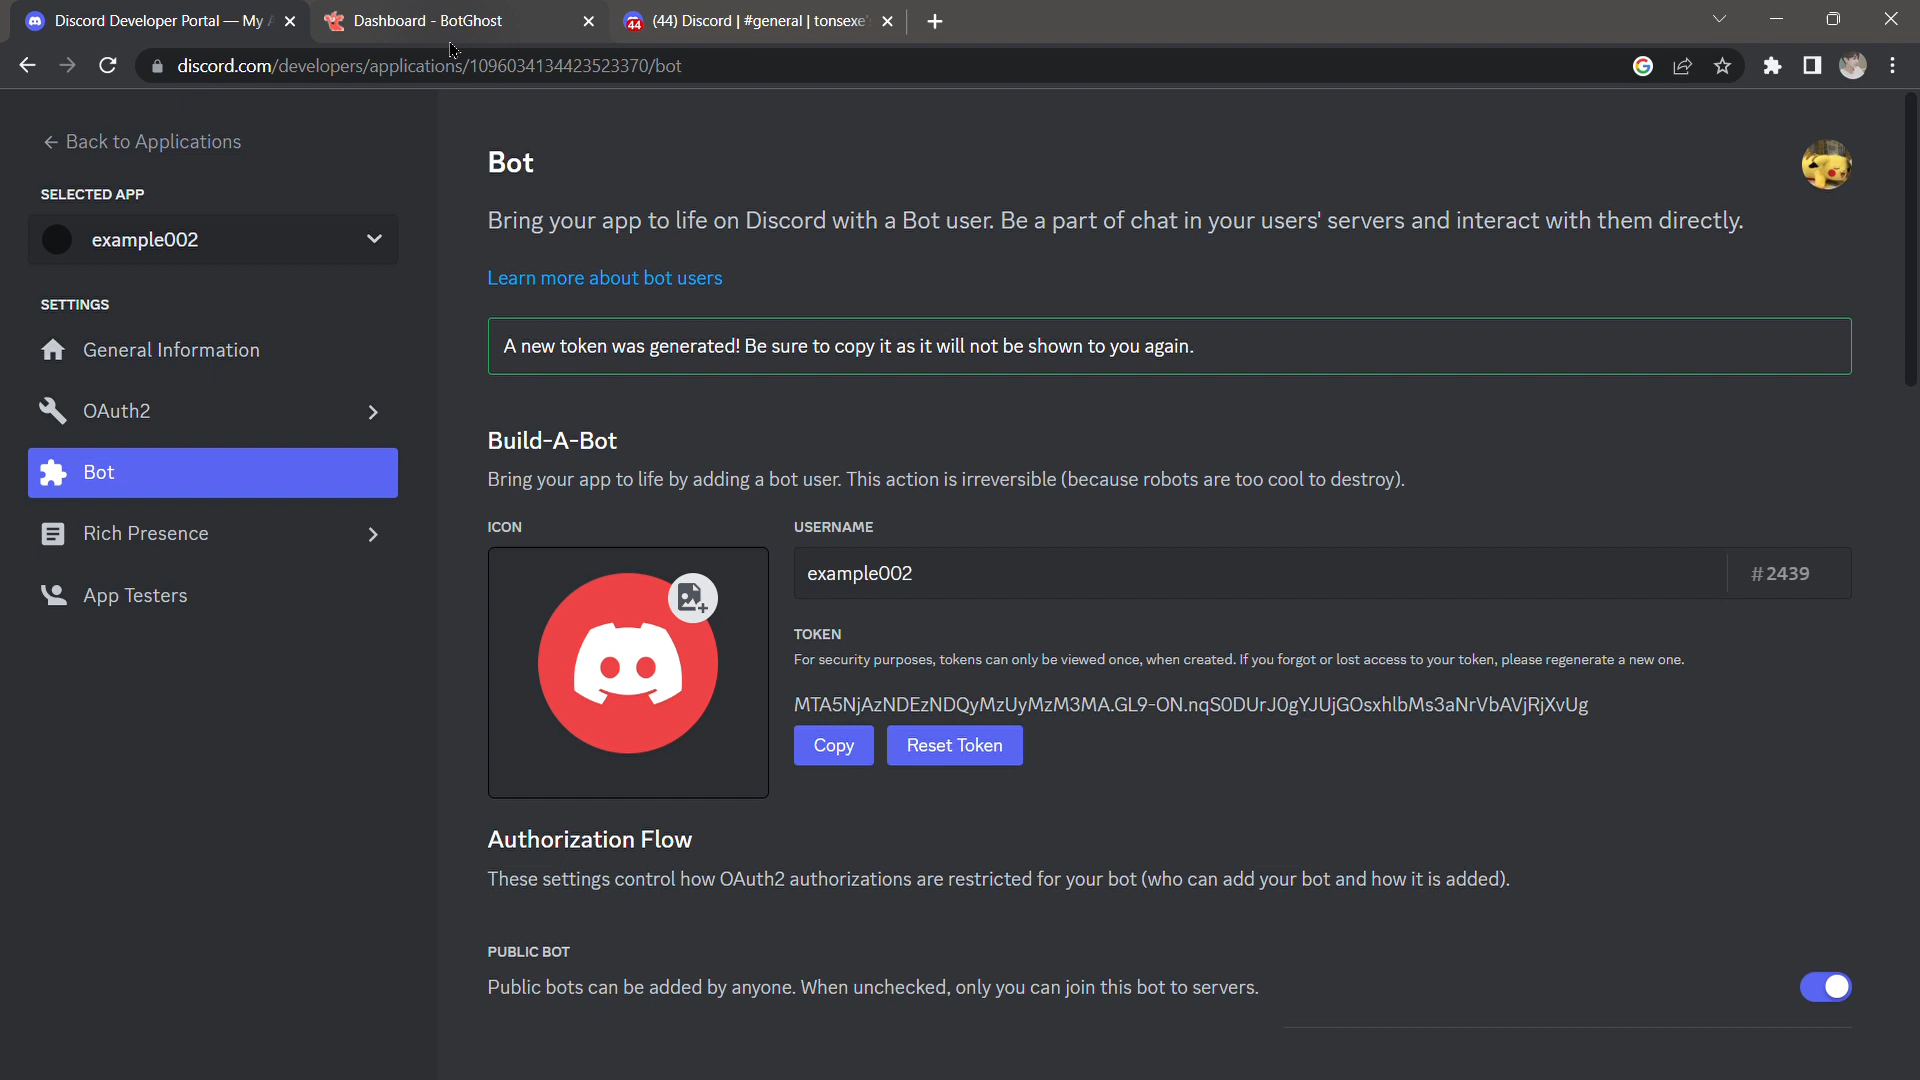 Discord Developer Portal — My A
Dashboard - BotGhost
(44) Discord | #general | tonsexe'
discord.com/developers/applications/1096034134423523370/bot
Back to Applications
SELECTED APP
example002
SETTINGS
General Information
OAuth2
Bot
Rich Presence
App Testers
Bot
Bring your app to life on Discord with a Bot user. Be a part of chat in your users' servers and interact with them directly.
Learn more about bot users
A new token was generated! Be sure to copy it as it will not be shown to you again.
Build-A-Bot
Bring your app to life by adding a bot user. This action is irreversible (because robots are too cool to destroy).
ICON
USERNAME
example002
#2439
TOKEN
For security purposes, tokens can only be viewed once, when created. If you forgot or lost access to your token, please regenerate a new one.
MTA5NjAzNDEzNDQyMzUyMzM3MA.GL9-ON.nqS0DUrJ0gYJUjGOsxhlbMs3aNrVbAVjRjXvUg
Copy
Reset Token
Authorization Flow
These settings control how OAuth2 authorizations are restricted for your bot (who can add your bot and how it is added).
PUBLIC BOT
Public bots can be added by anyone. When unchecked, only you can join this bot to servers.